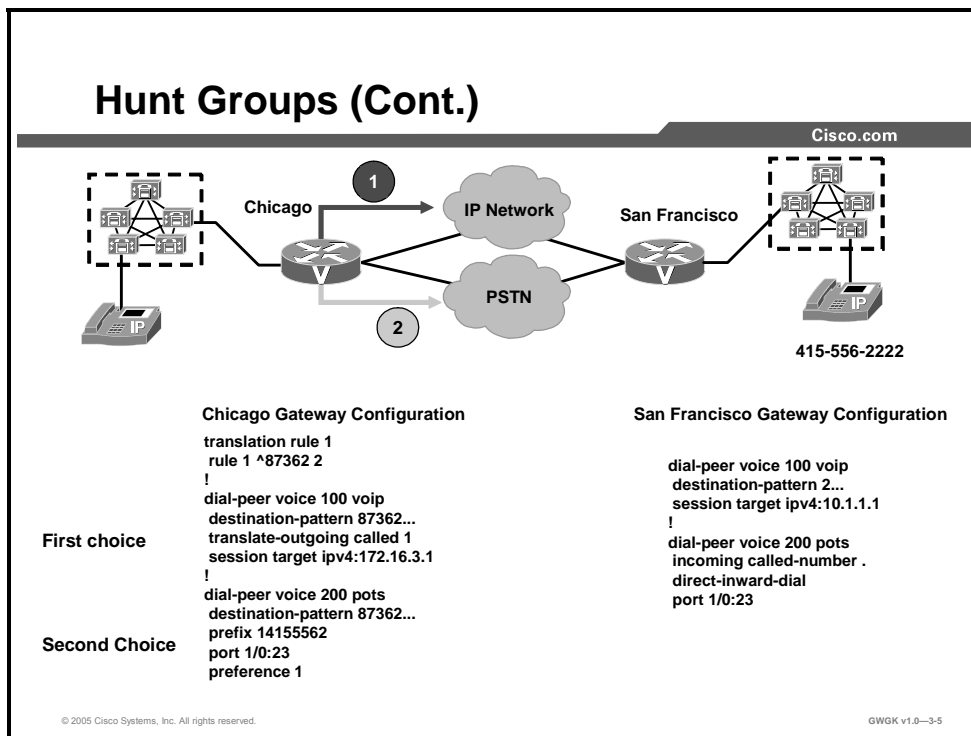 Hunt Groups (Cont.)
Cisco.com
1
Chicago
IP Network
San Francisco
V
V
PSTN
2
IP
IP
415-556-2222
Chicago Gateway Configuration
translation rule 1
rule 1 ^87362 2
!
dial-peer voice 100 voip
destination-pattern 87362...
First choice
translate-outgoing called 1
session target ipv4:172.16.3.1
!
dial-peer voice 200 pots
destination-pattern 87362...
Second Choice
prefix 14155562
port 1/0:23
preference 1
San Francisco Gateway Configuration
dial-peer voice 100 voip
destination-pattern 2...
session target ipv4:10.1.1.1
!
dial-peer voice 200 pots
incoming called-number .
direct-inward-dial
port 1/0:23
© 2005 Cisco Systems, Inc. All rights reserved.
GWGK v1.0—3-5